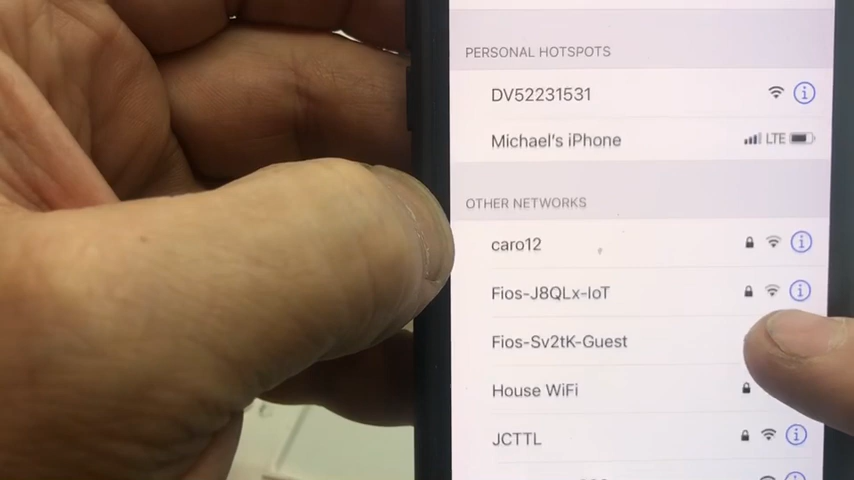 PERSONAL HOTSPOTS
DV52231531
Michael's iPhone
LTE
OTHER NETWORKS
caro12
Fios-J8QLx-IoT
Fios-Sv2tK-Guest
House WiFi
JCTTL